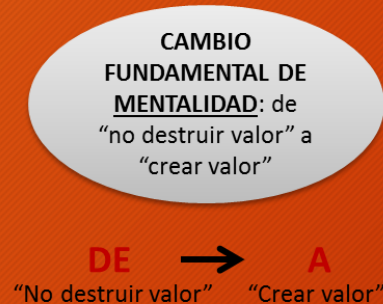 CAMBIO
FUNDAMENTAL DE
MENTALIDAD: de
“no destruir valor” a
“crear valor”
DE → A
“No destruir valor” “Crear valor”